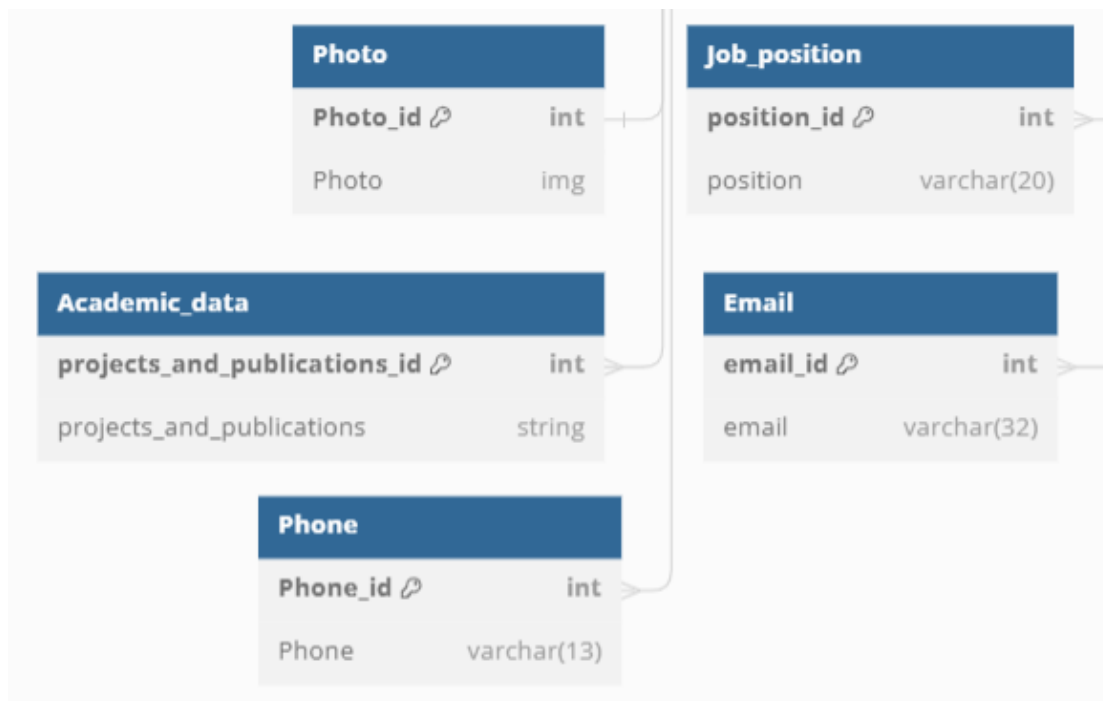 Photo
Photo_id int
Photo img
Job_position
position_id int
position varchar(20)
Academic_data
projects_and_publications_id int
projects_and_publications string
Email
email_id int
email varchar(32)
Phone
Phone_id int
Phone varchar(13)